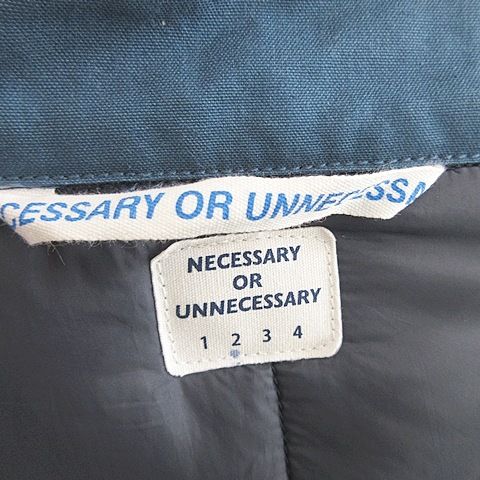 CESSARY OR UNNECESSA
NECESSARY
OR
UNNECESSARY
1 2 3 4